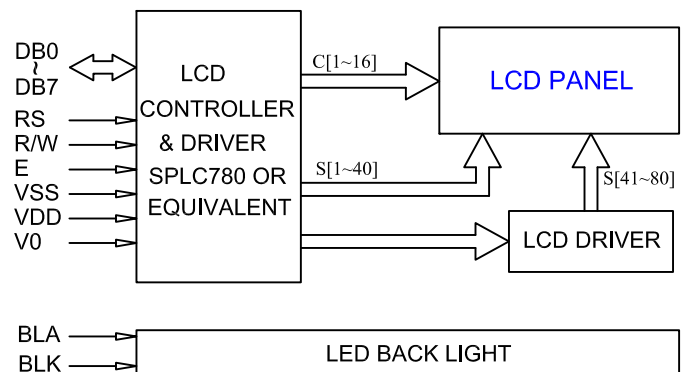 DB0
~
DB7
RS
R/W
E
VSS
VDD
V0
LCD
CONTROLLER
& DRIVER
SPLC780 OR
EQUIVALENT
C[1~16]
S[1~40]
LCD PANEL
S[41~80]
LCD DRIVER
BLA
BLK
LED BACK LIGHT